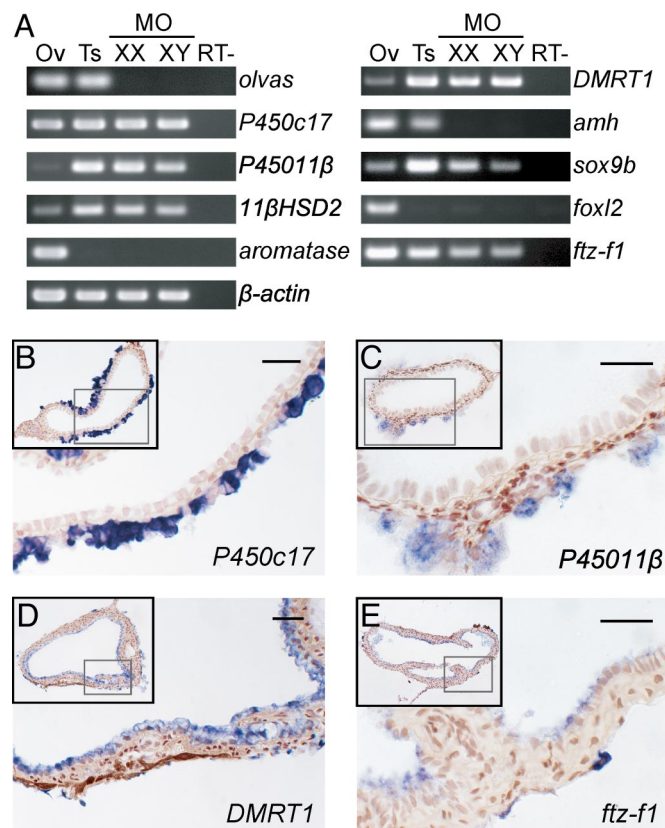 A
MO
Ov Ts XX XY RT-
olvas
P450c17
P45011β
11βHSD2
aromatase
β-actin
MO
Ov Ts XX XY RT-
DMRT1
amh
sox9b
foxl2
ftz-f1
B
P450c17
C
P45011β
D
DMRT1
E
ftz-f1